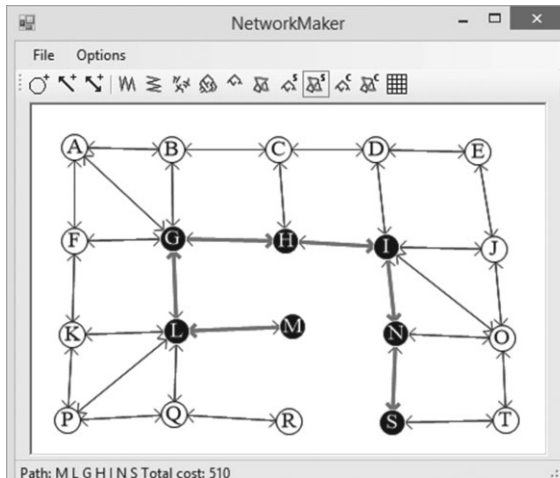 NetworkMaker
File Options
A B C D E
F G H I J
K L M N O
P Q R S T
Path: M L G H I N S Total cost: 510